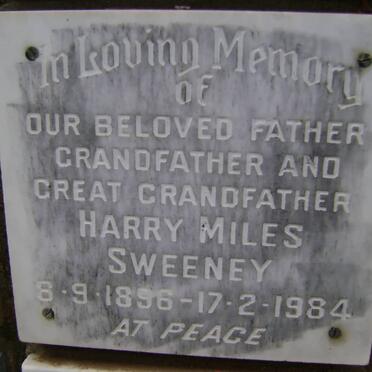 In Loving Memory
of
OUR BELOVED FATHER
GRANDFATHER AND
GREAT GRANDFATHER
HARRY MILES
SWEENEY
8·9·1896-17·2-1984
AT PEACE